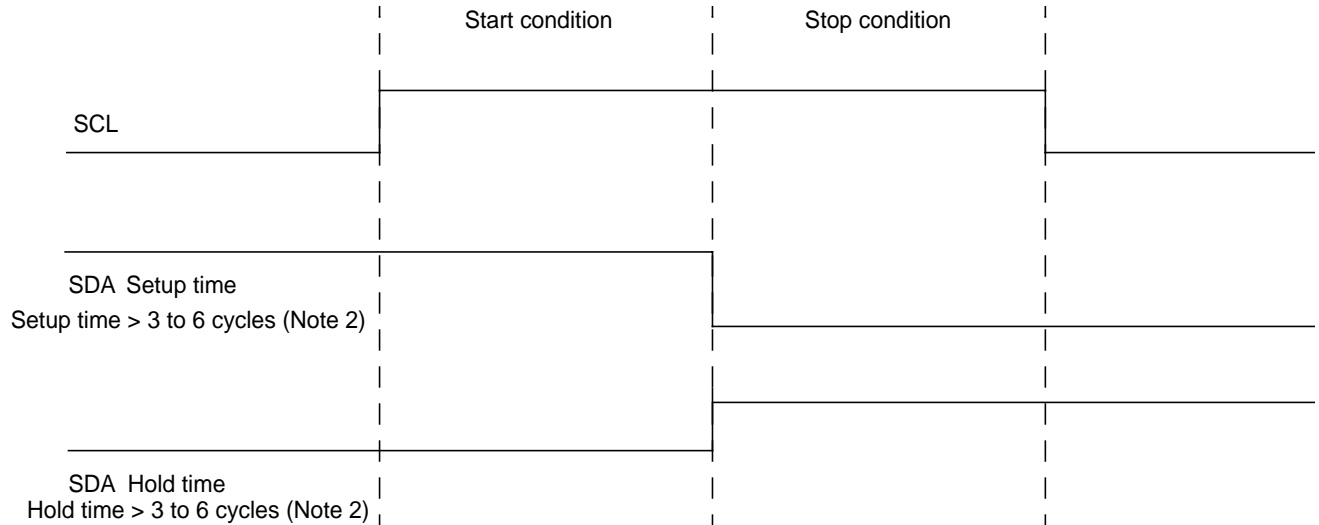 Start condition
Stop condition
SCL
SDA Setup time
Setup time > 3 to 6 cycles (Note 2)
SDA Hold time
Hold time > 3 to 6 cycles (Note 2)